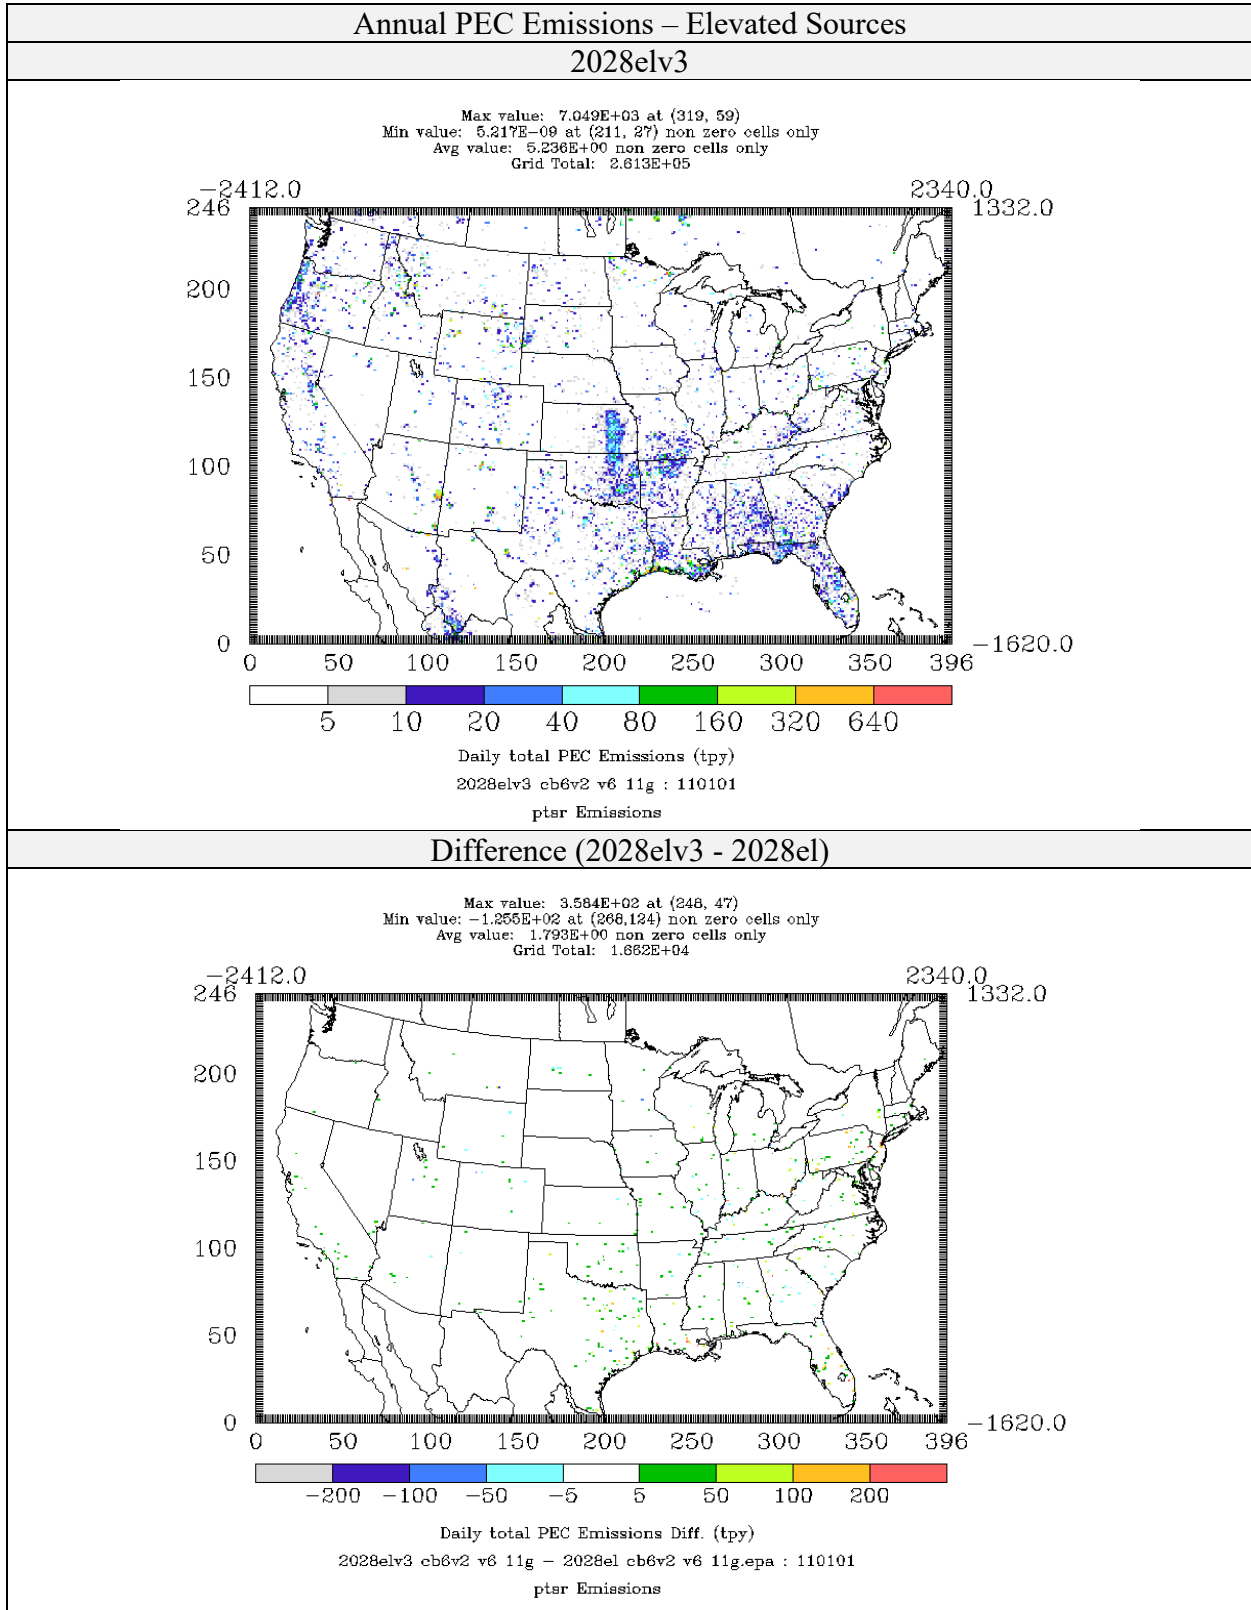 Annual PEC Emissions – Elevated Sources
2028elv3
Max value: 7.049E+03 at (319, 59)
Min value: 5.217E−09 at (211, 27) non zero cells only
Avg value: 5.236E+00 non zero cells only
Grid Total: 2.613E+05
−2412.0 2340.0
246 1332.0
200
150
100
50
0 −1620.0
0 50 100 150 200 250 300 350 396
5 10 20 40 80 160 320 640
Daily total PEC Emissions (tpy)
2028elv3 cb6v2 v6 11g : 110101
ptsr Emissions
Difference (2028elv3 - 2028el)
Max value: 3.584E+02 at (248, 47)
Min value: −1.255E+02 at (268,124) non zero cells only
Avg value: 1.793E+00 non zero cells only
Grid Total: 1.662E+04
−2412.0 2340.0
246 1332.0
200
150
100
50
0 −1620.0
0 50 100 150 200 250 300 350 396
−200 −100 −50 −5 5 50 100 200
Daily total PEC Emissions Diff. (tpy)
2028elv3 cb6v2 v6 11g − 2028el cb6v2 v6 11g.epa : 110101
ptsr Emissions